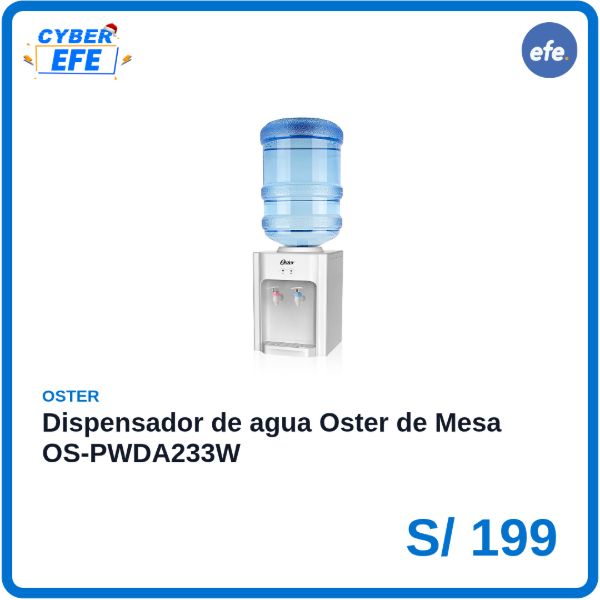 CYBER
EFE
efe.
Oster
OSTER
Dispensador de agua Oster de Mesa
OS-PWDA233W
S/ 199